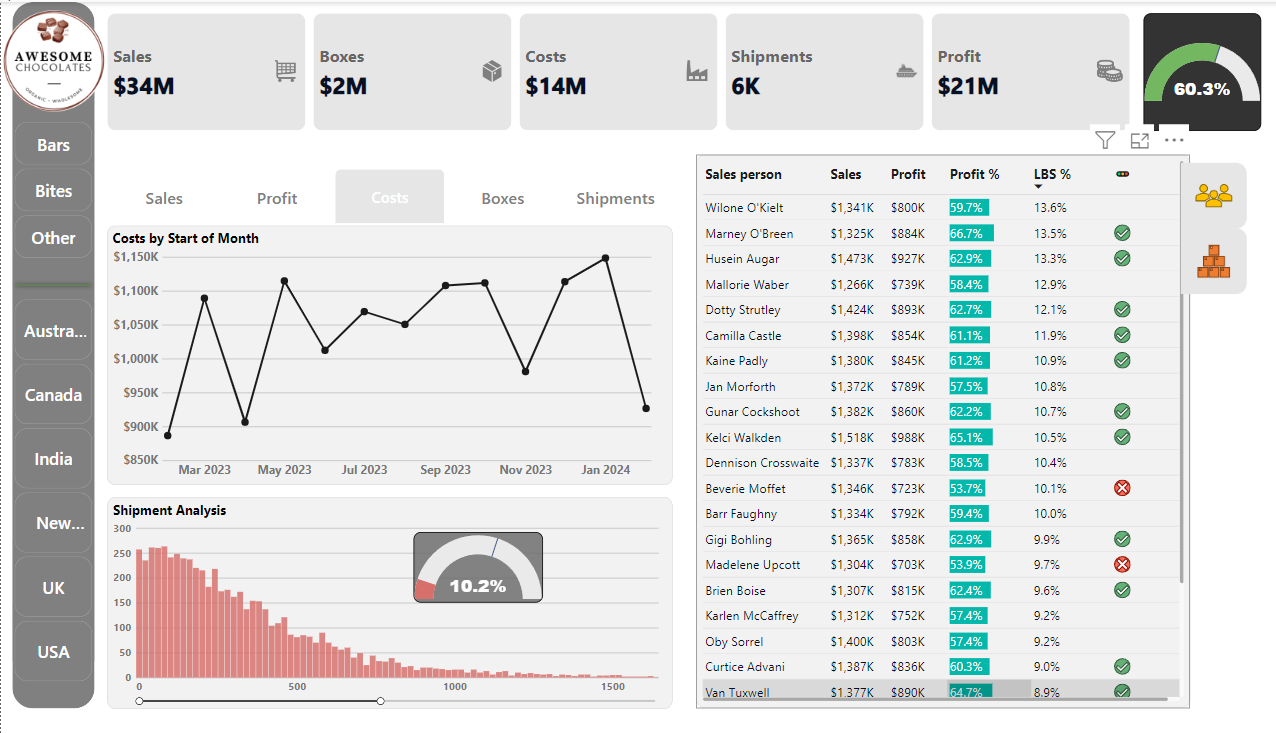 AWESOME
CHOCOLATES
ORGANIC • WHOLESOME
Bars
Bites
Other
Austra...
Canada
India
New...
UK
USA
Sales
$34M
Boxes
$2M
Costs
$14M
Shipments
6K
Profit
$21M
60.3%
Sales Profit Costs Boxes Shipments
Costs by Start of Month
$1,150K
$1,100K
$1,050K
$1,000K
$950K
$900K
$850K
Mar 2023 May 2023 Jul 2023 Sep 2023 Nov 2023 Jan 2024
Shipment Analysis
300
250
200
150
100
50
0
0 500 1000 1500
10.2%
Sales person Sales Profit Profit % LBS %
Wilone O'Kielt $1,341K $800K 59.7% 13.6%
Marney O'Breen $1,325K $884K 66.7% 13.5%
Husein Augar $1,473K $927K 62.9% 13.3%
Mallorie Waber $1,266K $739K 58.4% 12.9%
Dotty Strutley $1,424K $893K 62.7% 12.1%
Camilla Castle $1,398K $854K 61.1% 11.9%
Kaine Padly $1,380K $845K 61.2% 10.9%
Jan Morforth $1,372K $789K 57.5% 10.8%
Gunar Cockshoot $1,382K $860K 62.2% 10.7%
Kelci Walkden $1,518K $988K 65.1% 10.5%
Dennison Crosswaite $1,337K $783K 58.5% 10.4%
Beverie Moffet $1,346K $723K 53.7% 10.1%
Barr Faughny $1,334K $792K 59.4% 10.0%
Gigi Bohling $1,365K $858K 62.9% 9.9%
Madelene Upcott $1,304K $703K 53.9% 9.7%
Brien Boise $1,307K $815K 62.4% 9.6%
Karlen McCaffrey $1,312K $752K 57.4% 9.2%
Oby Sorrel $1,400K $803K 57.4% 9.2%
Curtice Advani $1,387K $836K 60.3% 9.0%
Van Tuxwell $1,377K $890K 64.7% 8.9%